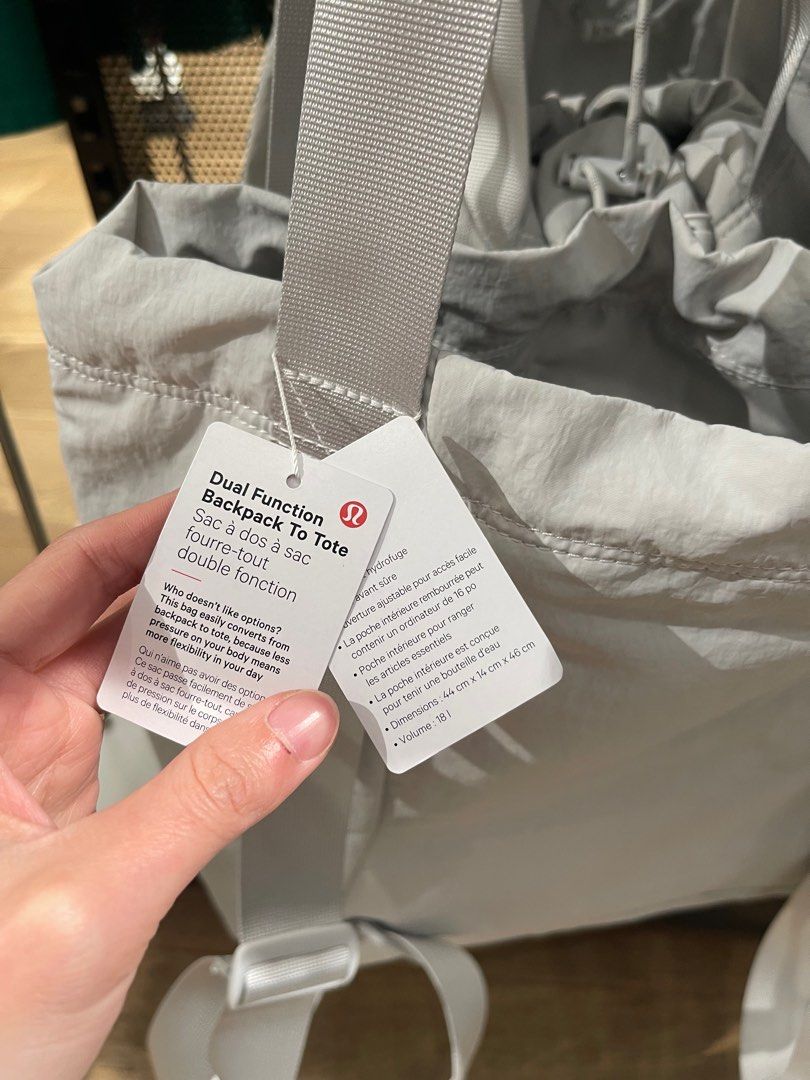 Dual Function
Backpack To Tote
Sac à dos à sac
fourre-tout
double fonction
Who doesn't like options?
This bag easily converts from
backpack to tote, because less
pressure on your body means
more flexibility in your day
Qui n'aime pas avoir des
Ce sac passe facilement de
à dos à sac fourre-tout,
de pression sur le corps
plus de flexibilité
hydrofuge
avant sûre
ajustable pour accès facile
• La poche intérieure rembourrée peut
contenir un ordinateur de 16 po
• Poche intérieure pour ranger
les articles essentiels
• La poche intérieure est conçue
pour tenir une bouteille d'eau
• Dimensions : 44 cm x 14 cm x 46 cm
• Volume : 18 l